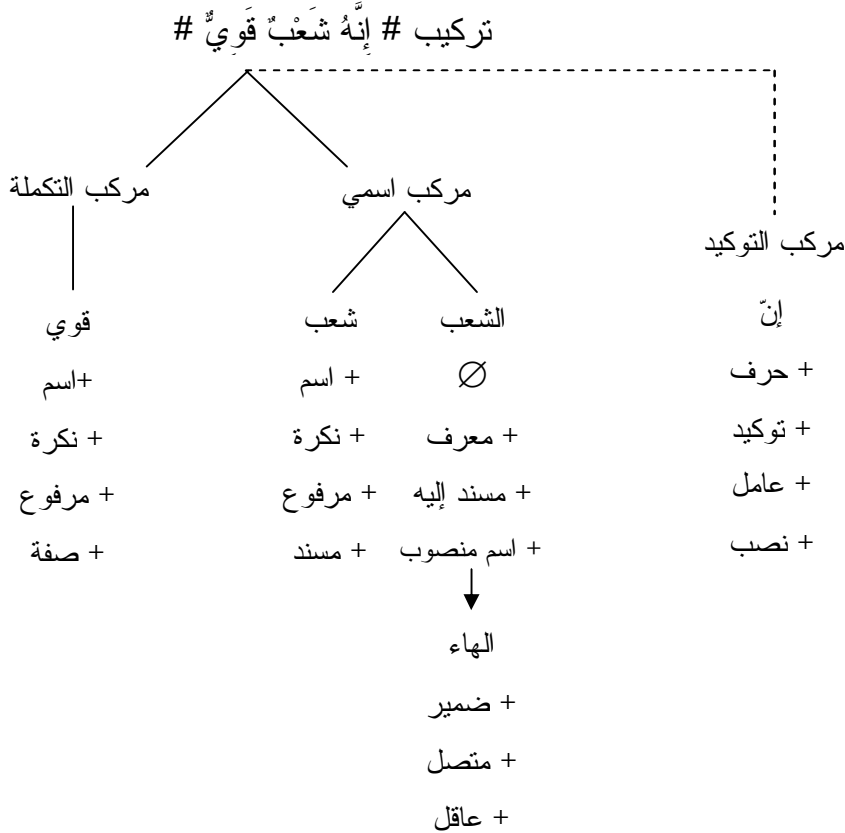 تركيب # إِنَّهُ شَعْبٌ قَوِيٌّ #
مركب التوكيد
إنّ
+ حرف
+ توكيد
+ عامل
+ نصب
مركب اسمي
الشعب
∅
+ معرف
+ مسند إليه
+ اسم منصوب
الهاء
+ ضمير
+ متصل
+ عاقل
شعب
+ اسم
+ نكرة
+ مرفوع
+ مسند
مركب التكملة
قوي
+اسم
+ نكرة
+ مرفوع
+ صفة